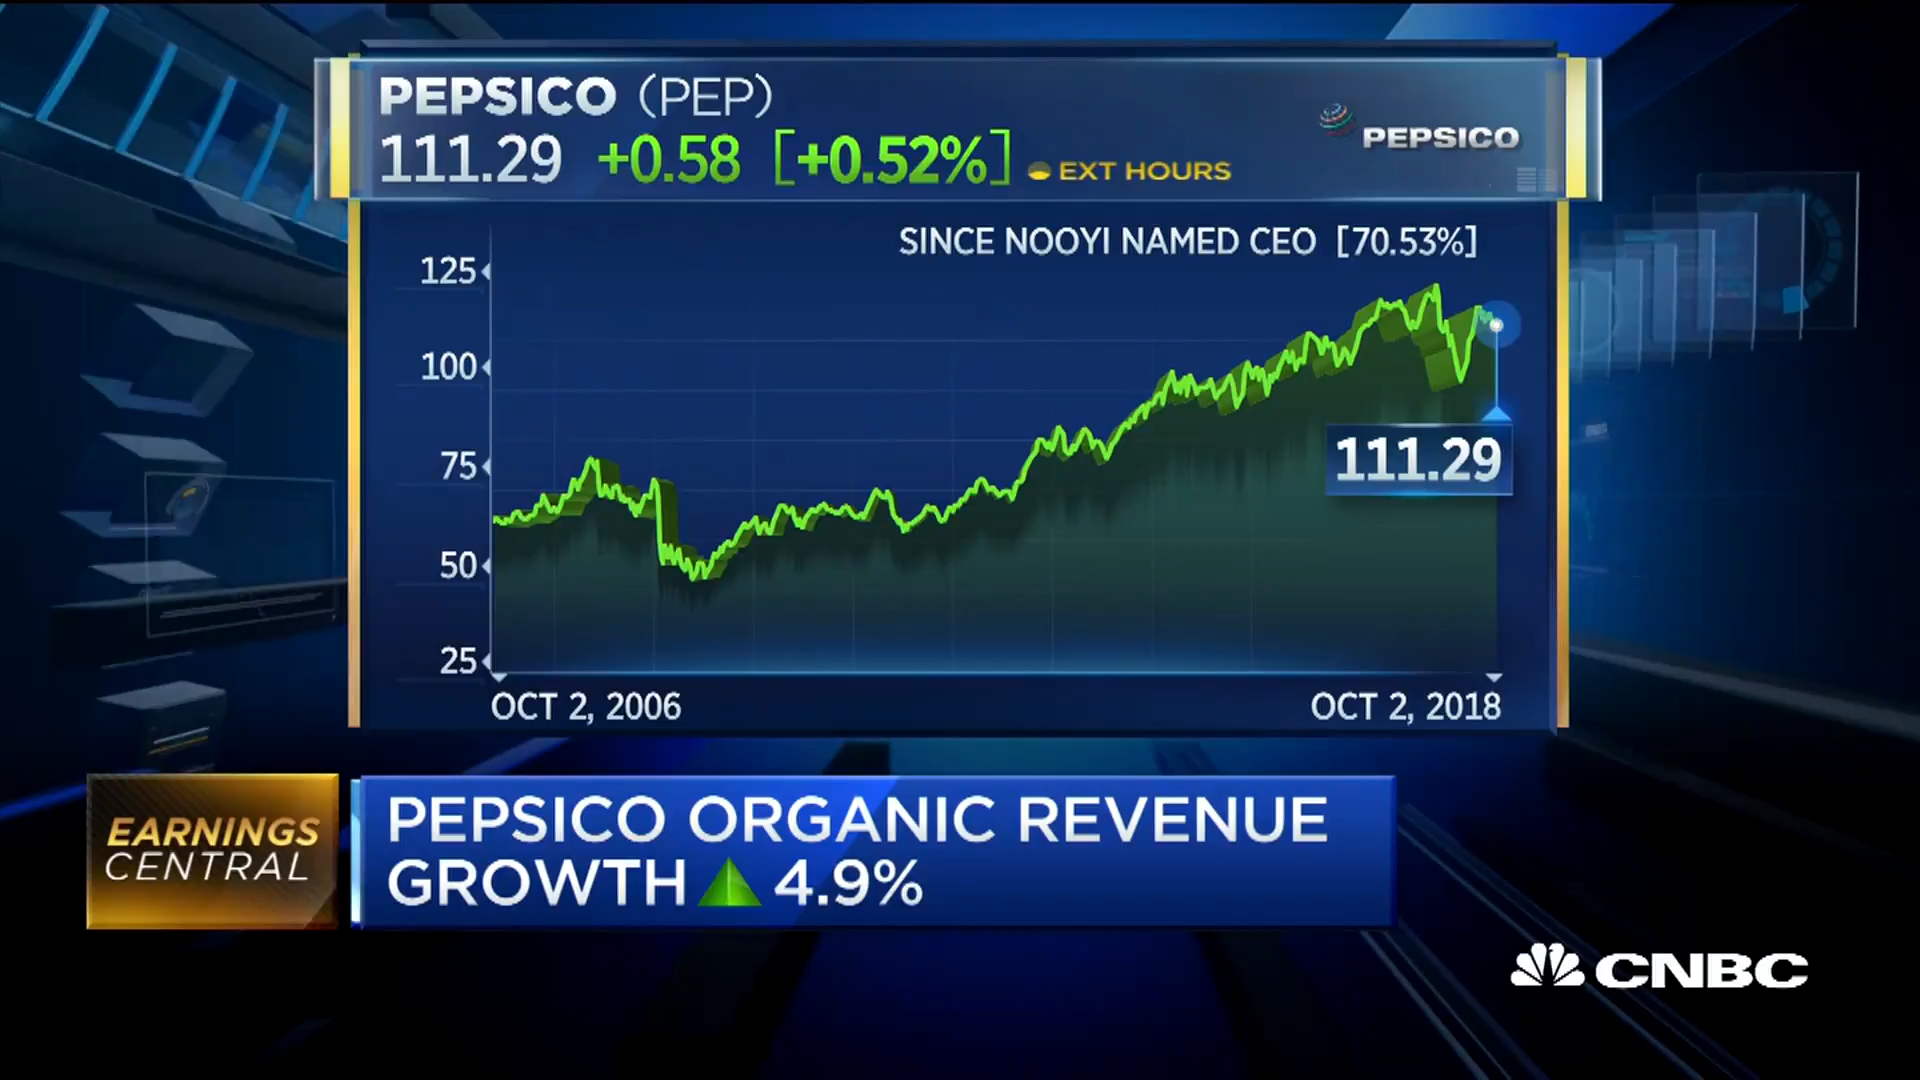 PEPSICO (PEP)
111.29 +0.58 [+0.52%] EXT HOURS
PEPSICO
SINCE NOOYI NAMED CEO [70.53%]
125
100
75
50
25
111.29
OCT 2, 2006
OCT 2, 2018
EARNINGS
CENTRAL
PEPSICO ORGANIC REVENUE
GROWTH 4.9%
CNBC